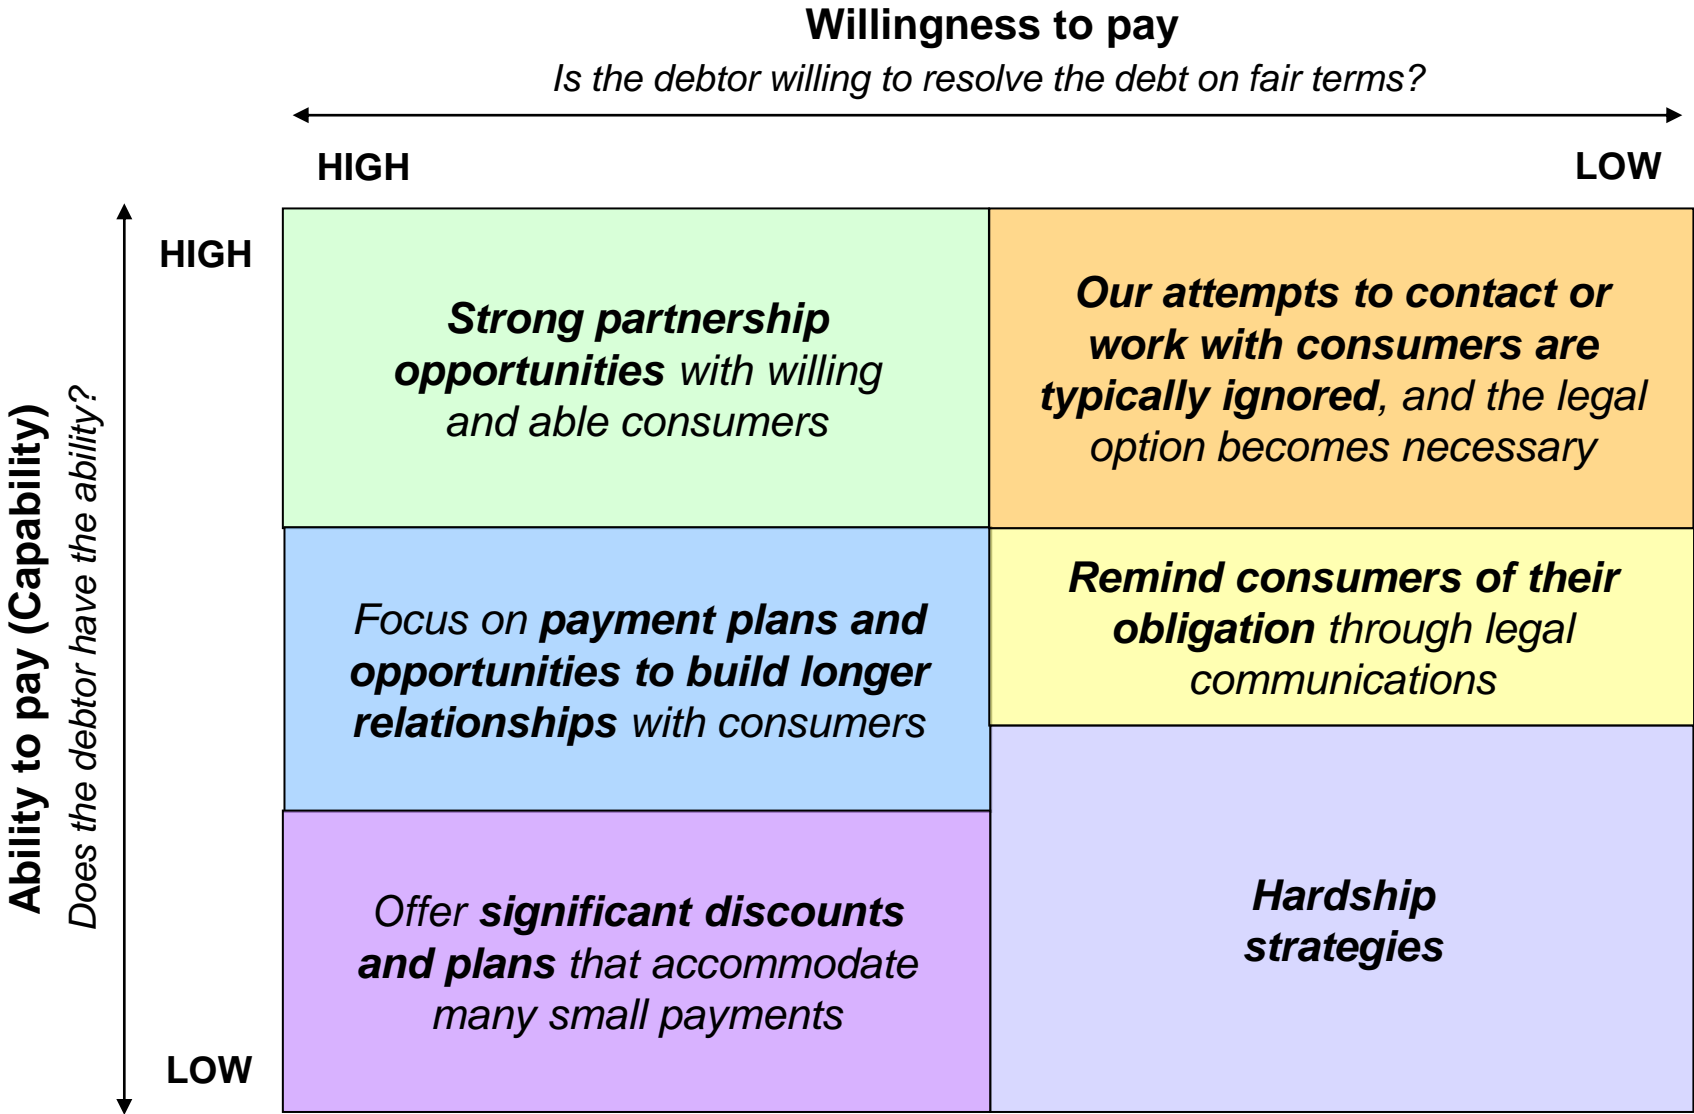 Willingness to pay
Is the debtor willing to resolve the debt on fair terms?
HIGH
LOW
Ability to pay (Capability)
Does the debtor have the ability?
HIGH
LOW
Strong partnership
opportunities with willing
and able consumers
Our attempts to contact or
work with consumers are
typically ignored, and the legal
option becomes necessary
Focus on payment plans and
opportunities to build longer
relationships with consumers
Remind consumers of their
obligation through legal
communications
Offer significant discounts
and plans that accommodate
many small payments
Hardship
strategies